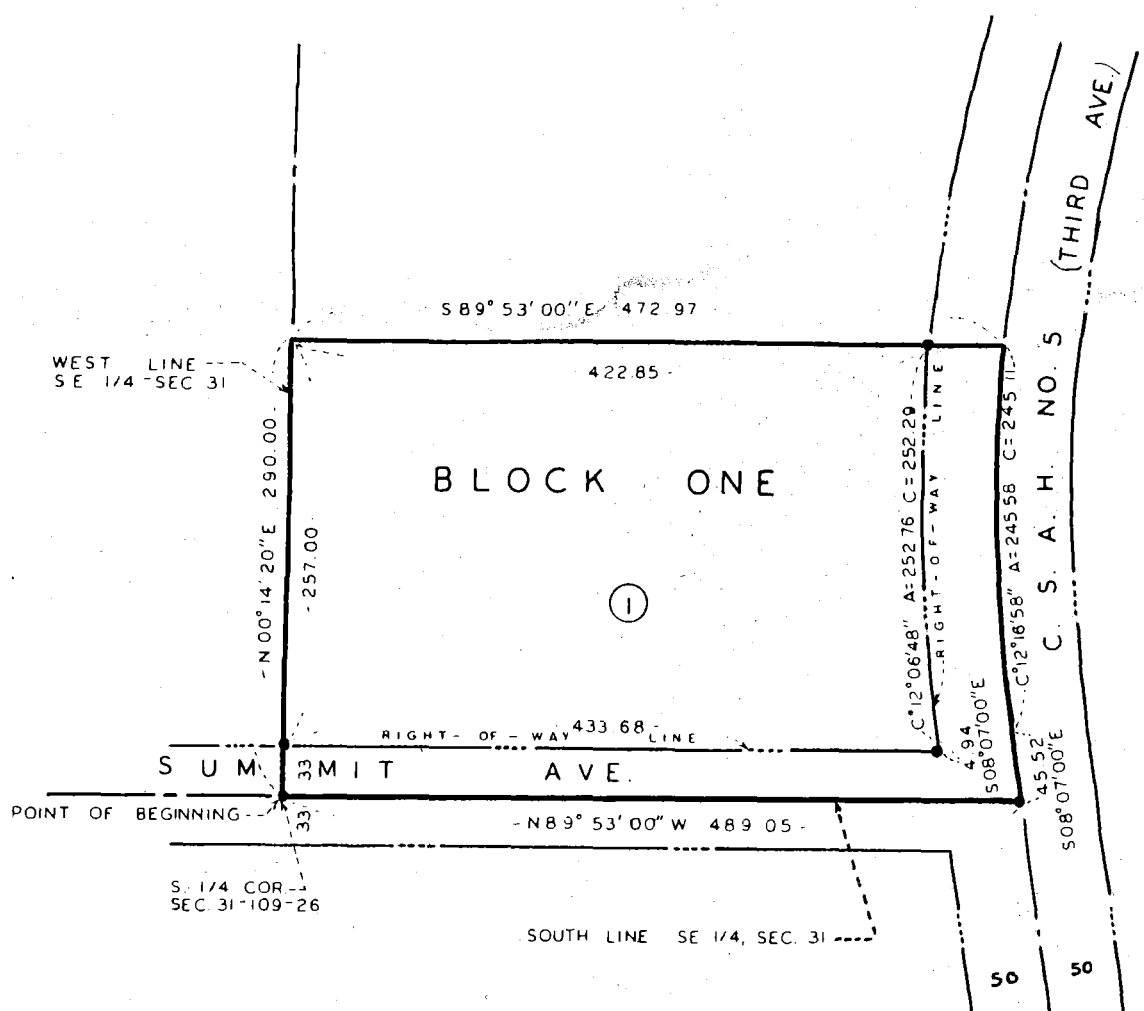 (THIRD AVE.)
C. S. A. H. NO. 5
S 89° 53' 00" E 472.97
WEST LINE
SE 1/4 - SEC 31
422.85
N 00° 14' 20" E 290.00
257.00
BLOCK ONE
1
C°12°06'48" A=252.76 C=252.29
RIGHT-OF-WAY LINE
C°12°16'58" A=245.58 C=245.11
RIGHT-OF-WAY LINE
433.68
4.94
S08°07'00"E
45.52
S08°07'00"E
SUMMIT AVE.
33
33
POINT OF BEGINNING
N89° 53' 00" W 489.05
S. 1/4 COR.
SEC. 31-109-26
SOUTH LINE SE 1/4, SEC. 31
50
50